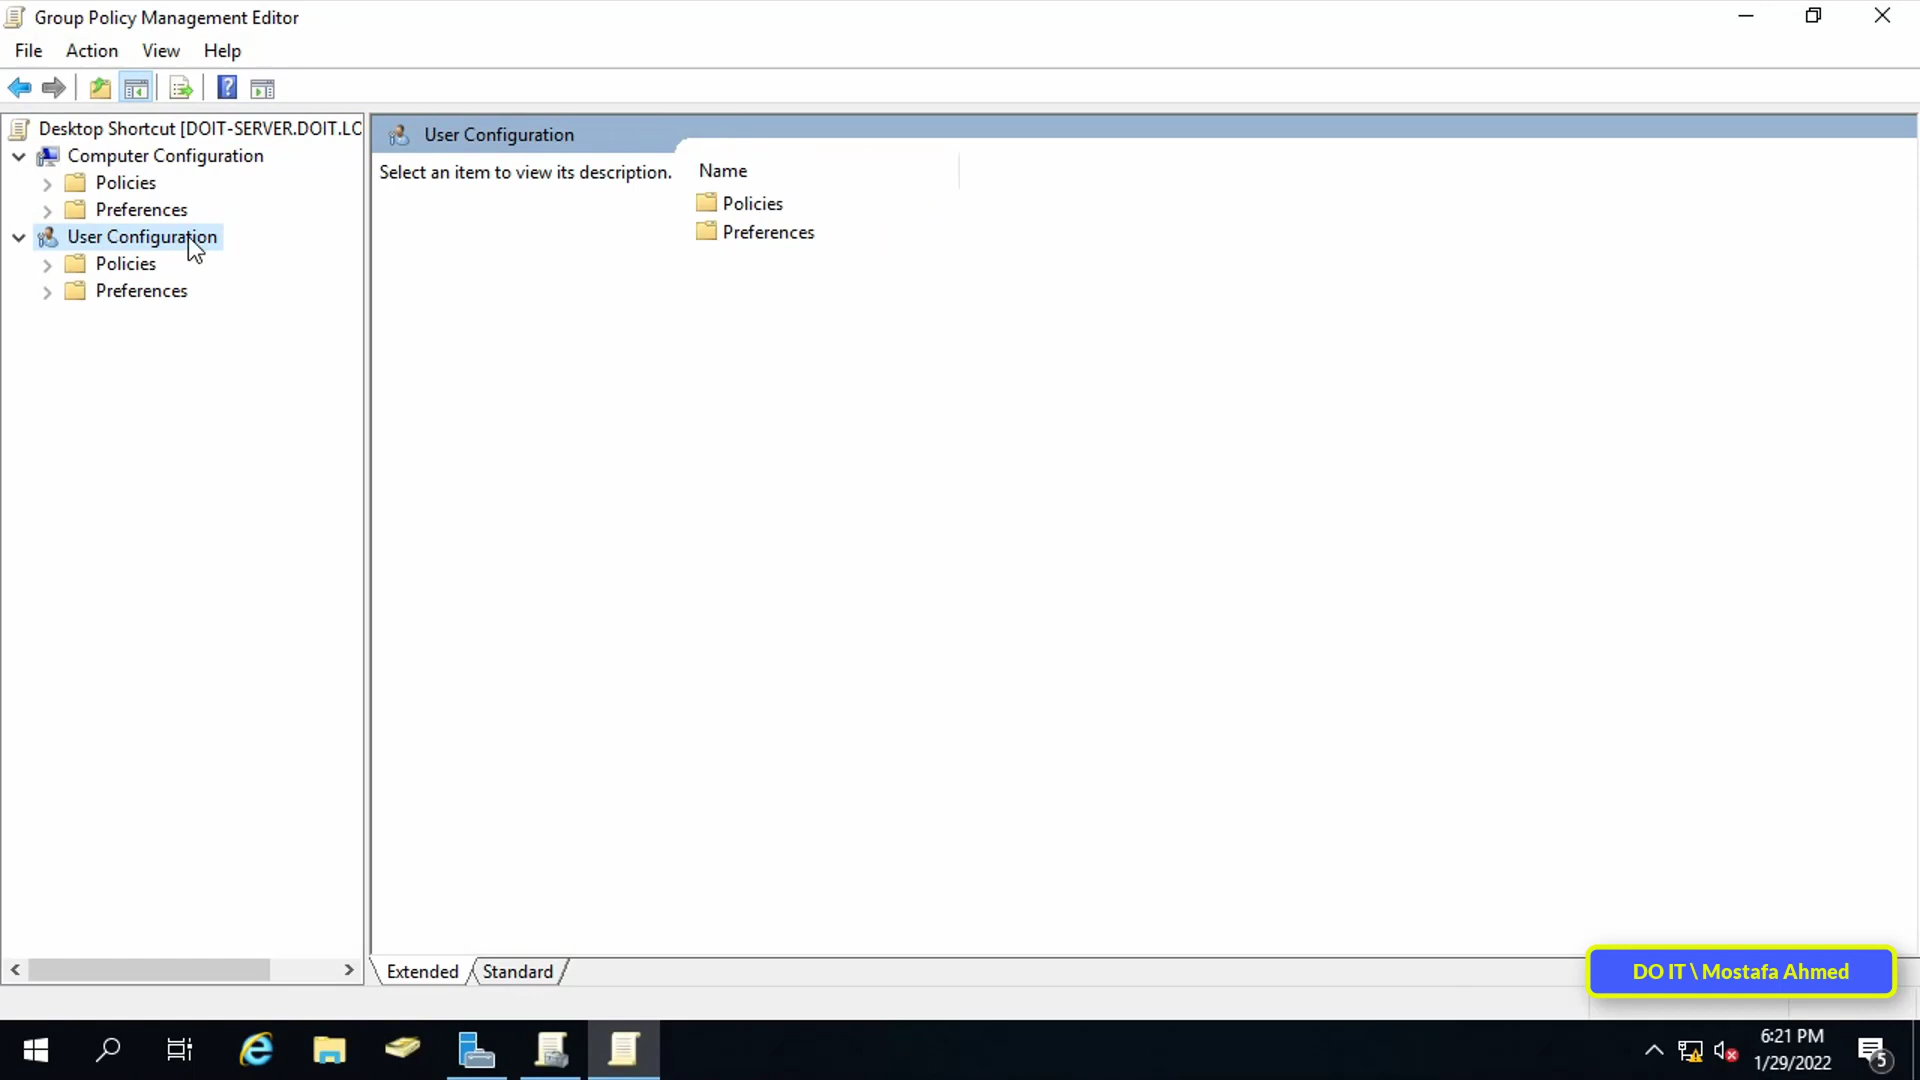 Group Policy Management Editor
File Action View Help
Desktop Shortcut [DOIT-SERVER.DOIT.LC
Computer Configuration
Policies
Preferences
User Configuration
Policies
Preferences
User Configuration
Select an item to view its description.
Name
Policies
Preferences
Extended Standard
DO IT \ Mostafa Ahmed
6:21 PM
1/29/2022
5